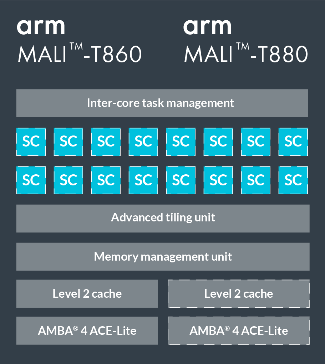 arm arm
MALI™-T860 MALI™-T880
Inter-core task management
SC SC SC SC SC SC SC SC
SC SC SC SC SC SC SC SC
Advanced tiling unit
Memory management unit
Level 2 cache Level 2 cache
AMBA® 4 ACE-Lite AMBA® 4 ACE-Lite